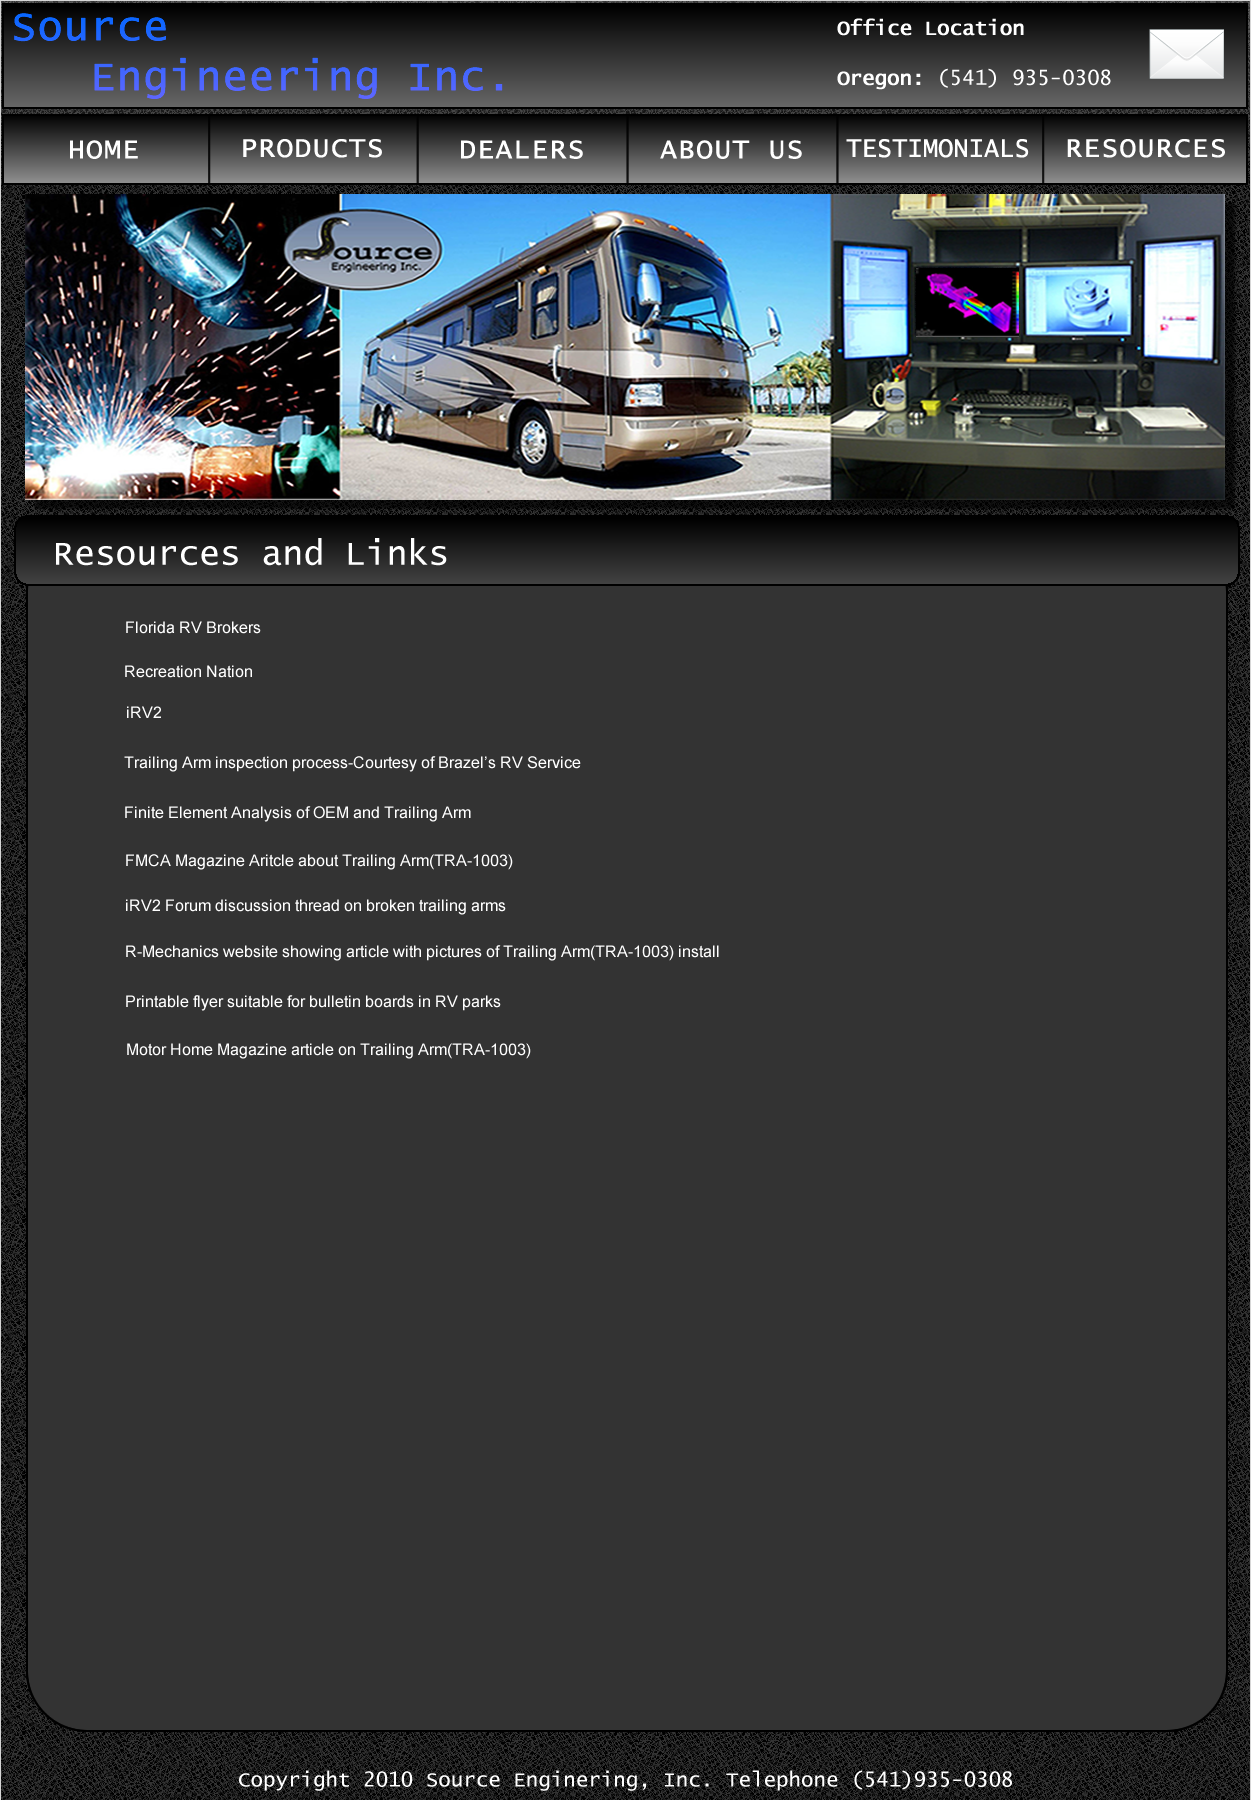 Source
Engineering Inc.
Office Location
Oregon: (541) 935-0308
HOME
PRODUCTS
DEALERS
ABOUT US
TESTIMONIALS
RESOURCES
Source
Engineering Inc.
Resources and Links
Florida RV Brokers
Recreation Nation
iRV2
Trailing Arm inspection process-Courtesy of Brazel’s RV Service
Finite Element Analysis of OEM and Trailing Arm
FMCA Magazine Aritcle about Trailing Arm(TRA-1003)
iRV2 Forum discussion thread on broken trailing arms
R-Mechanics website showing article with pictures of Trailing Arm(TRA-1003) install
Printable flyer suitable for bulletin boards in RV parks
Motor Home Magazine article on Trailing Arm(TRA-1003)
Copyright 2010 Source Enginering, Inc. Telephone (541)935-0308